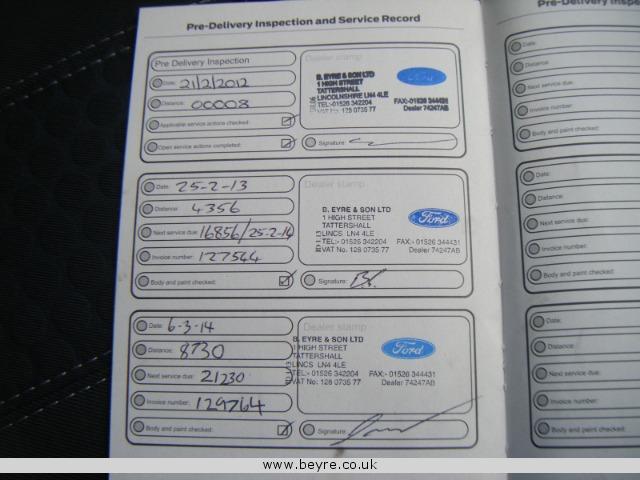 Pre-Delivery Inspection and Service Record
Pre Delivery Inspection
Date: 21/2/2012
Distance: 00008
Applicable service actions checked:
Open service actions completed:
Dealer stamp
B. EYRE & SON LTD
1 HIGH STREET
TATTERSHALL
LINCOLNSHIRE LN4 4LE
TEL:-01526 342204 FAX:-01526 344431
VAT No: 128 0735 77 Dealer 74247AB
Signature:
Date: 25-2-13
Distance: 4356
Next service due: 16856/25-2-14
Invoice number: 127544
Body and paint checked:
Dealer stamp
B. EYRE & SON LTD
1 HIGH STREET
TATTERSHALL
LINCS LN4 4LE
TEL:- 01526 342204 FAX:- 01526 344431
VAT No: 128 0735 77 Dealer 74247AB
Ford
Signature:
Date: 6-3-14
Distance: 8730
Next service due: 21230
Invoice number: 129764
Body and paint checked:
Dealer stamp
B. EYRE & SON LTD
1 HIGH STREET
TATTERSHALL
LINCS LN4 4LE
TEL:- 01526 342204 FAX:- 01526 344431
VAT No: 128 0735 77 Dealer 74247AB
Ford
Signature:
Pre-Delivery
Date:
Distance:
Next service due:
Invoice number:
Body and paint checked:
Date:
Distance:
Next service due:
Invoice number:
Body and paint checked:
Date:
Distance:
Next service due:
Invoice number:
Body and paint checked:
www.beyre.co.uk